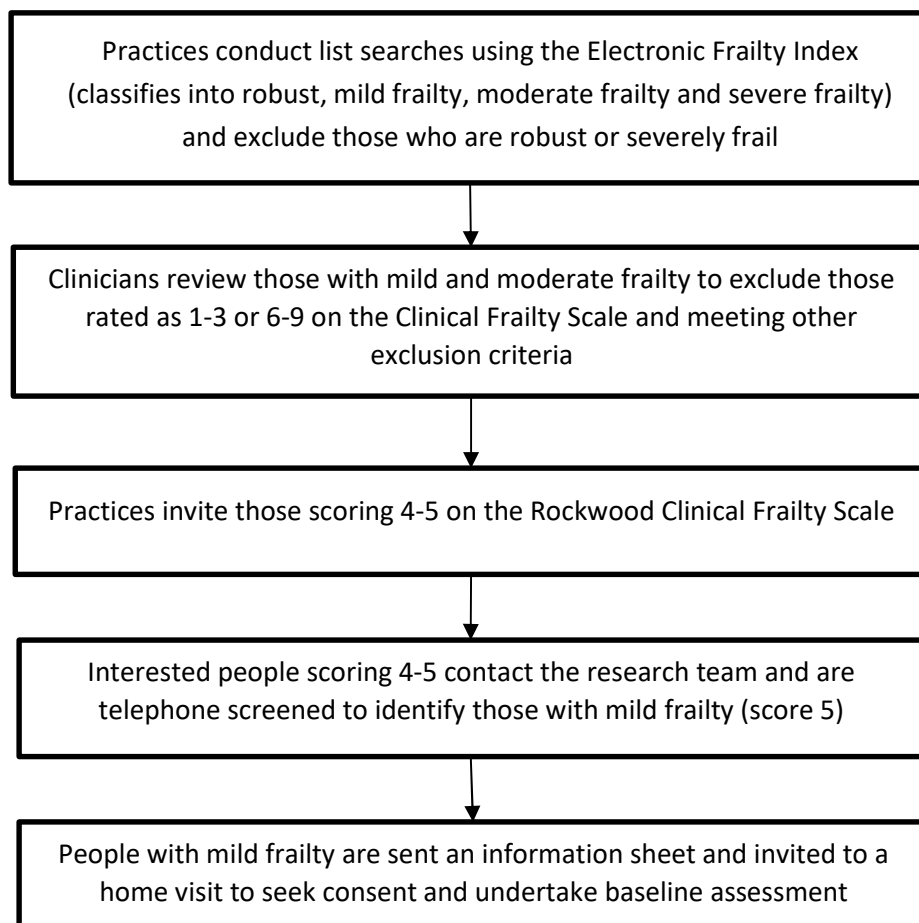 Practices conduct list searches using the Electronic Frailty Index
(classifies into robust, mild frailty, moderate frailty and severe frailty)
and exclude those who are robust or severely frail
Clinicians review those with mild and moderate frailty to exclude those
rated as 1-3 or 6-9 on the Clinical Frailty Scale and meeting other
exclusion criteria
Practices invite those scoring 4-5 on the Rockwood Clinical Frailty Scale
Interested people scoring 4-5 contact the research team and are
telephone screened to identify those with mild frailty (score 5)
People with mild frailty are sent an information sheet and invited to a
home visit to seek consent and undertake baseline assessment